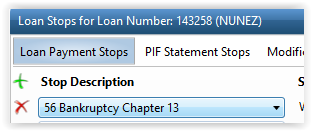 Loan Stops for Loan Number: 143258 (NUNEZ)
Loan Payment Stops PIF Statement Stops Modific
Stop Description S
56 Bankruptcy Chapter 13